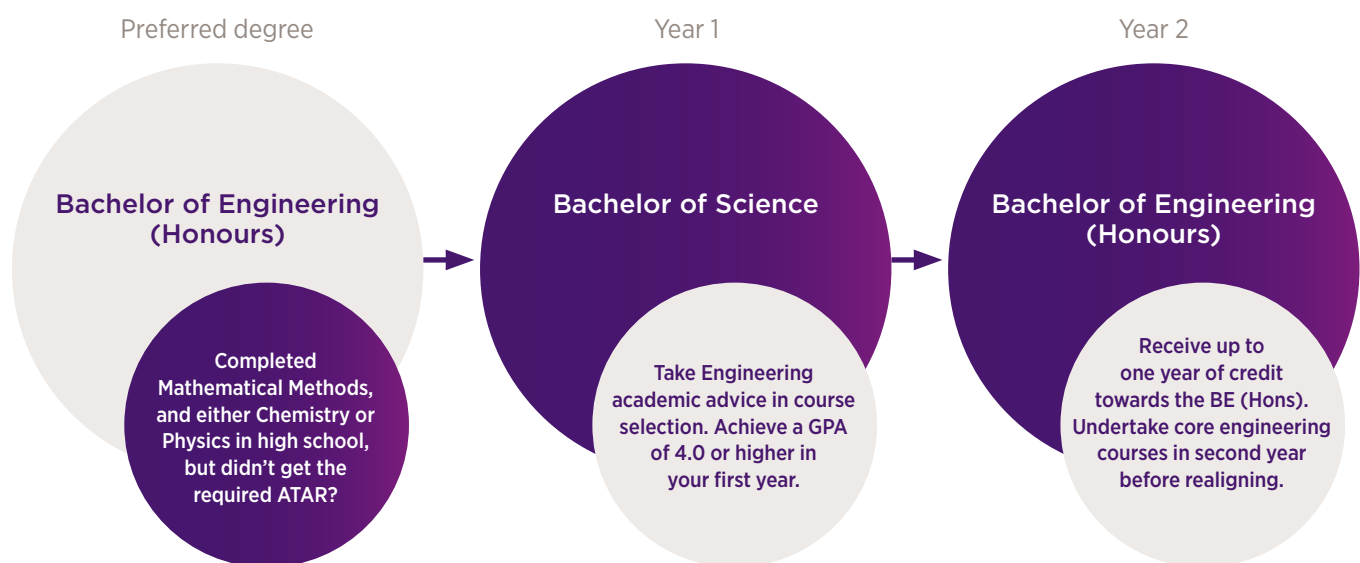 Preferred degree
Bachelor of Engineering
(Honours)
Completed
Mathematical Methods,
and either Chemistry or
Physics in high school,
but didn’t get the
required ATAR?
Year 1
Bachelor of Science
Take Engineering
academic advice in course
selection. Achieve a GPA
of 4.0 or higher in
your first year.
Year 2
Bachelor of Engineering
(Honours)
Receive up to
one year of credit
towards the BE (Hons).
Undertake core engineering
courses in second year
before realigning.